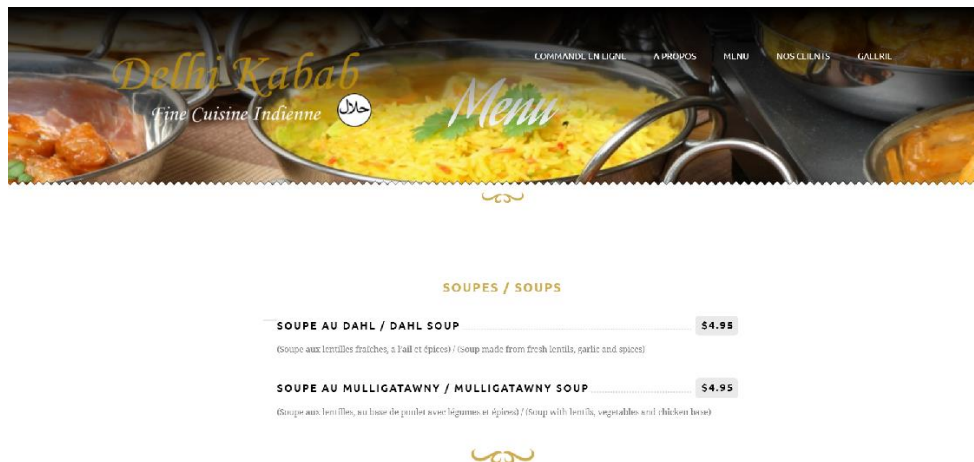 Delhi Kabab
Fine Cuisine Indienne حلال
COMMANDE EN LIGNE A PROPOS MENU NOS CLIENTS GALERIE
Menu
SOUPES / SOUPS
SOUPE AU DAHL / DAHL SOUP $4.95
(Soupe aux lentilles fraîches, a l'ail et épices) / (Soup made from fresh lentils, garlic and spices)
SOUPE AU MULLIGATAWNY / MULLIGATAWNY SOUP $4.95
(Soupe aux lentilles, au base de poulet avec légumes et épices) / (Soup with lentils, vegetables and chicken base)